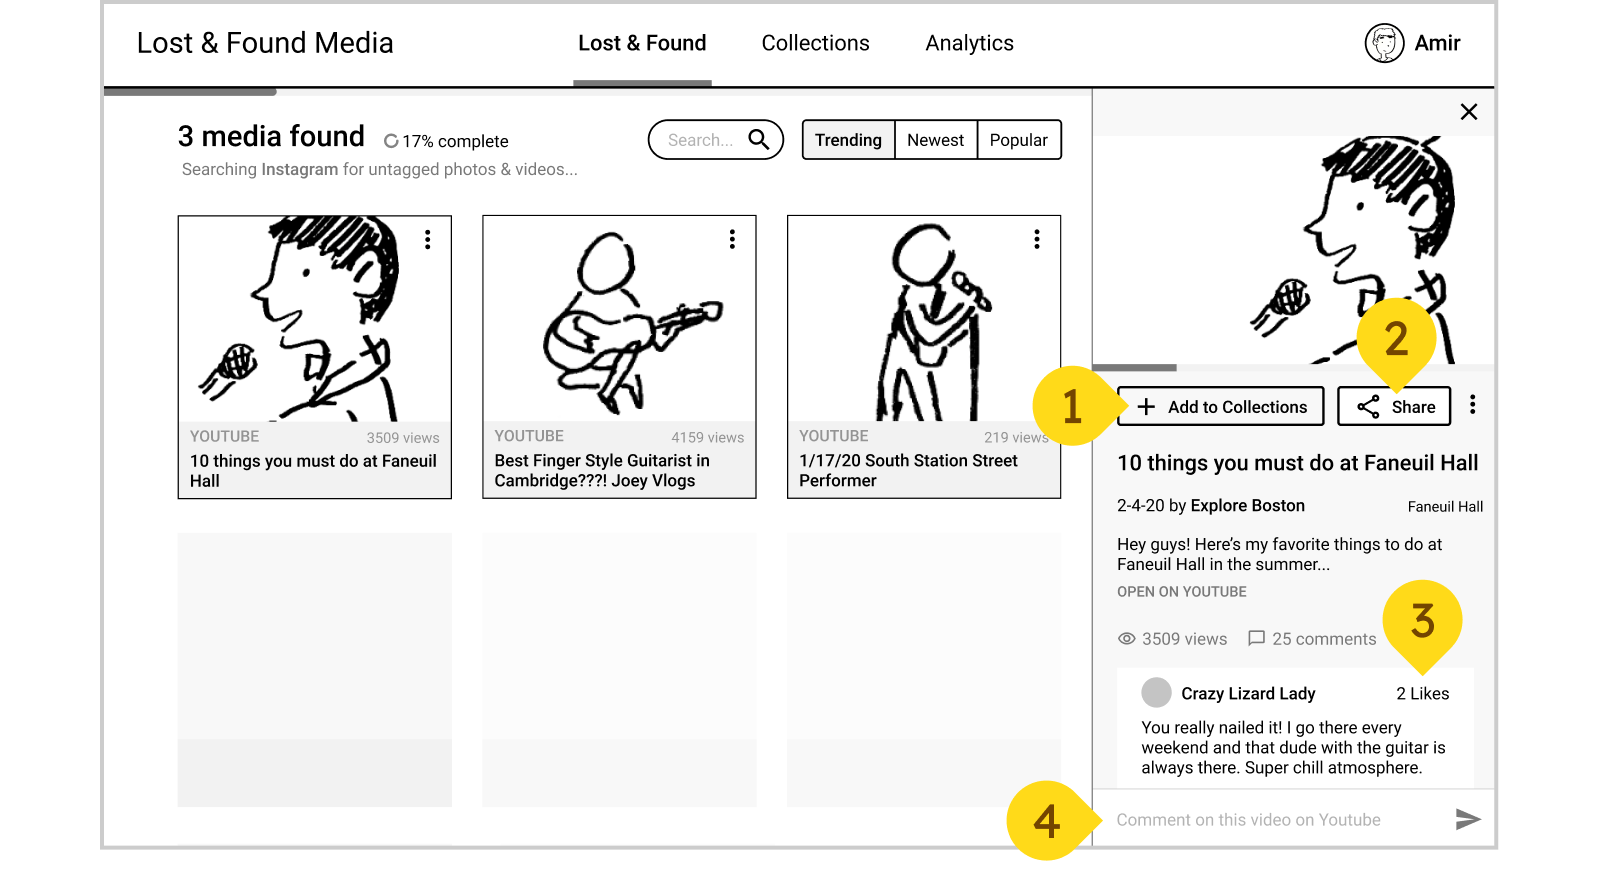 Lost & Found Media
Lost & Found
Collections
Analytics
Amir
3 media found
17% complete
Search...
Trending
Newest
Popular
Searching Instagram for untagged photos & videos...
YOUTUBE
3509 views
10 things you must do at Faneuil
Hall
YOUTUBE
4159 views
Best Finger Style Guitarist in
Cambridge???! Joey Vlogs
YOUTUBE
219 views
1/17/20 South Station Street
Performer
2
1
Add to Collections
Share
10 things you must do at Faneuil Hall
2-4-20 by Explore Boston
Faneuil Hall
Hey guys! Here’s my favorite things to do at
Faneuil Hall in the summer...
OPEN ON YOUTUBE
3
3509 views
25 comments
Crazy Lizard Lady
2 Likes
You really nailed it! I go there every
weekend and that dude with the guitar is
always there. Super chill atmosphere.
4
Comment on this video on Youtube